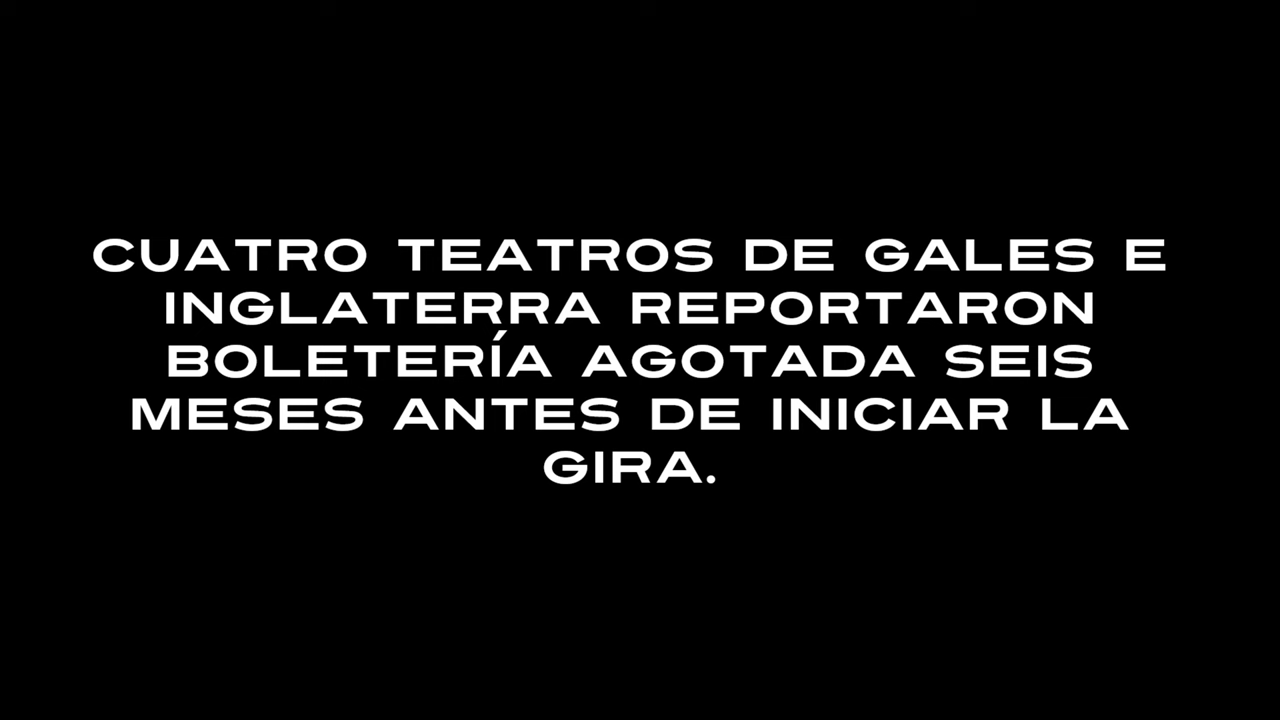 CUATRO TEATROS DE GALES E
INGLATERRA REPORTARON
BOLETERÍA AGOTADA SEIS
MESES ANTES DE INICIAR LA
GIRA.